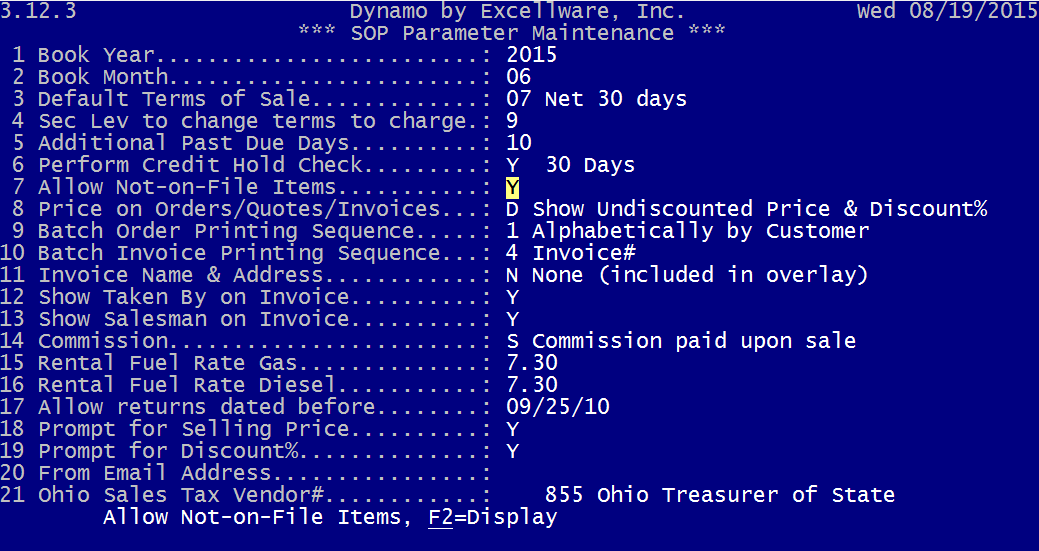 3.12.3 Dynamo by Excellware, Inc. Wed 08/19/2015
*** SOP Parameter Maintenance ***
1 Book Year.........................: 2015
2 Book Month........................: 06
3 Default Terms of Sale.............: 07 Net 30 days
4 Sec Lev to change terms to charge.: 9
5 Additional Past Due Days..........: 10
6 Perform Credit Hold Check.........: Y 30 Days
7 Allow Not-on-File Items...........: Y
8 Price on Orders/Quotes/Invoices...: D Show Undiscounted Price & Discount%
9 Batch Order Printing Sequence.....: 1 Alphabetically by Customer
10 Batch Invoice Printing Sequence...: 4 Invoice#
11 Invoice Name & Address............: N None (included in overlay)
12 Show Taken By on Invoice..........: Y
13 Show Salesman on Invoice..........: Y
14 Commission........................: S Commission paid upon sale
15 Rental Fuel Rate Gas..............: 7.30
16 Rental Fuel Rate Diesel...........: 7.30
17 Allow returns dated before........: 09/25/10
18 Prompt for Selling Price..........: Y
19 Prompt for Discount%..............: Y
20 From Email Address................:
21 Ohio Sales Tax Vendor#............: 855 Ohio Treasurer of State
Allow Not-on-File Items, F2=Display